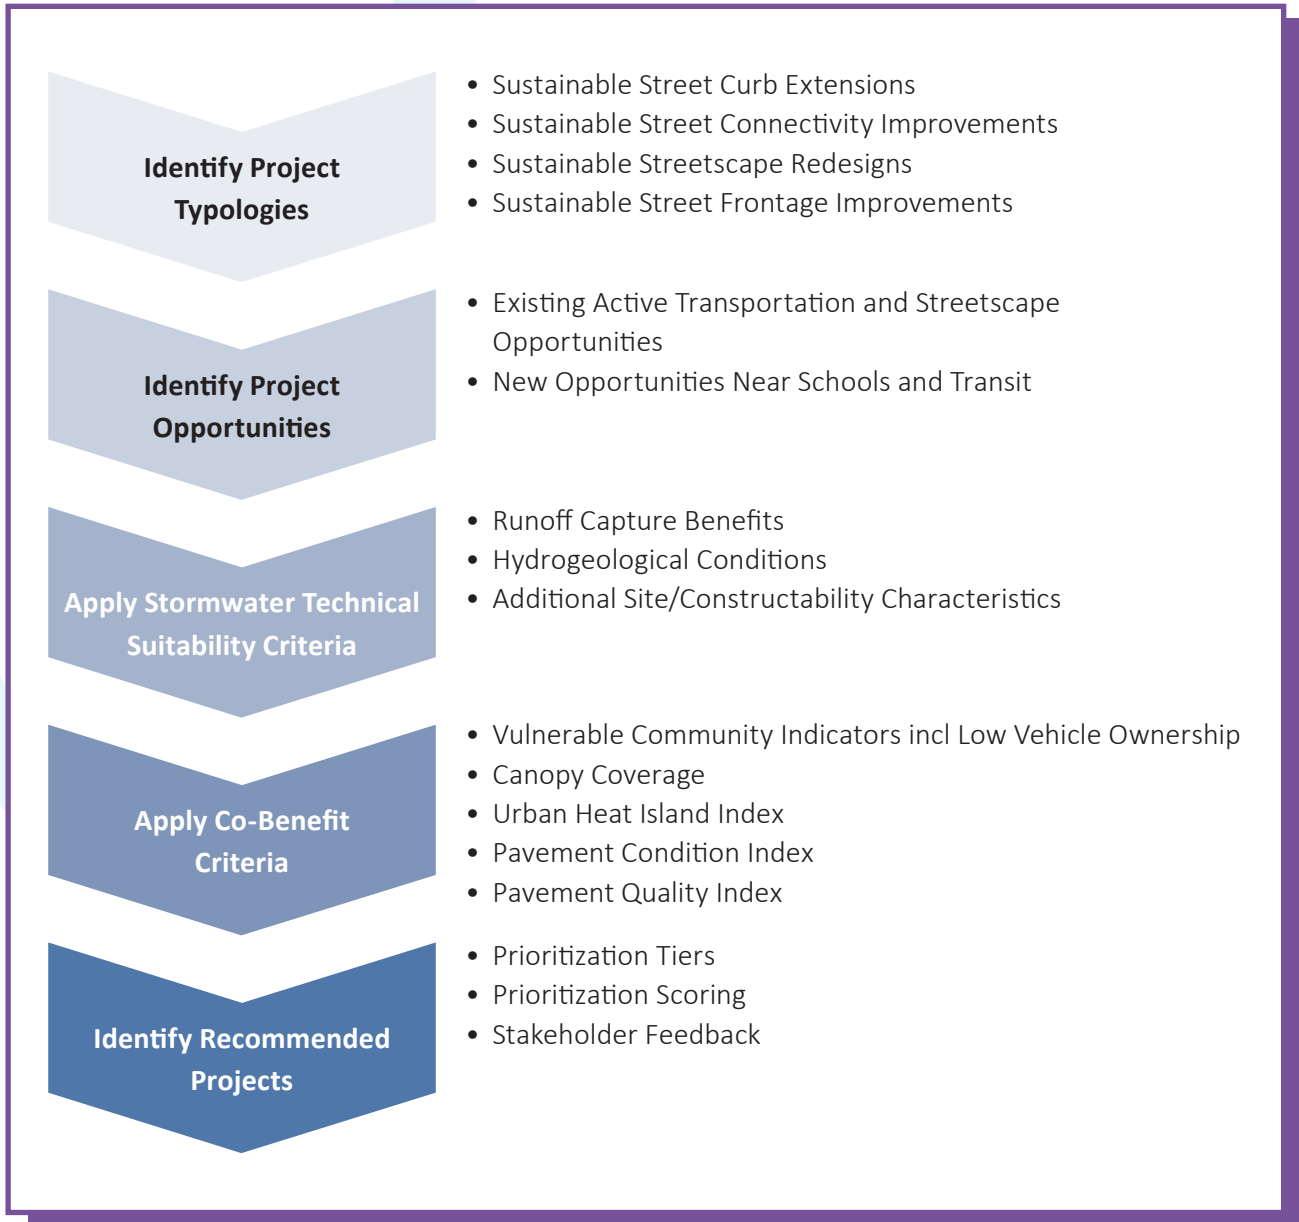 Identify Project
Typologies
• Sustainable Street Curb Extensions
• Sustainable Street Connectivity Improvements
• Sustainable Streetscape Redesigns
• Sustainable Street Frontage Improvements
Identify Project
Opportunities
• Existing Active Transportation and Streetscape
Opportunities
• New Opportunities Near Schools and Transit
Apply Stormwater Technical
Suitability Criteria
• Runoff Capture Benefits
• Hydrogeological Conditions
• Additional Site/Constructability Characteristics
Apply Co-Benefit
Criteria
• Vulnerable Community Indicators incl Low Vehicle Ownership
• Canopy Coverage
• Urban Heat Island Index
• Pavement Condition Index
• Pavement Quality Index
Identify Recommended
Projects
• Prioritization Tiers
• Prioritization Scoring
• Stakeholder Feedback